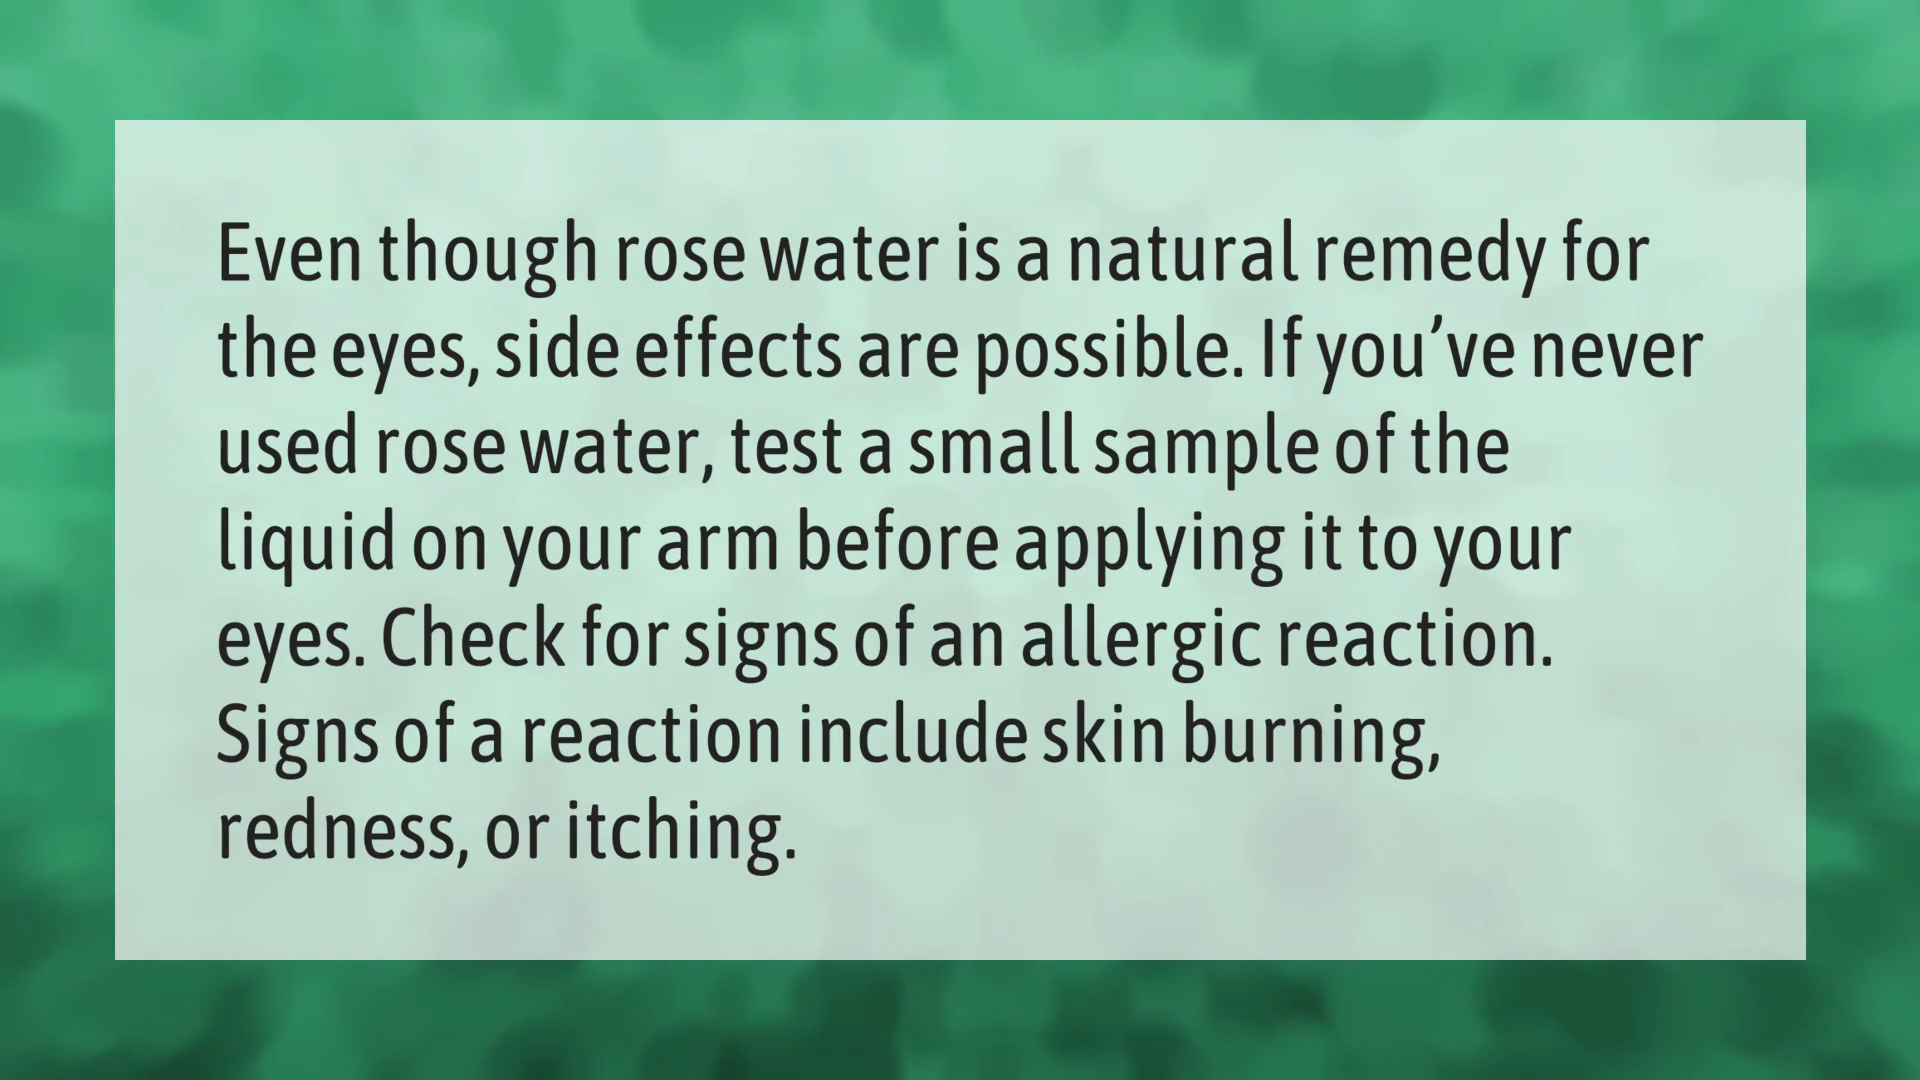 Even though rose water is a natural remedy for
the eyes, side effects are possible. If you’ve never
used rose water, test a small sample of the
liquid on your arm before applying it to your
eyes. Check for signs of an allergic reaction.
Signs of a reaction include skin burning,
redness, or itching.